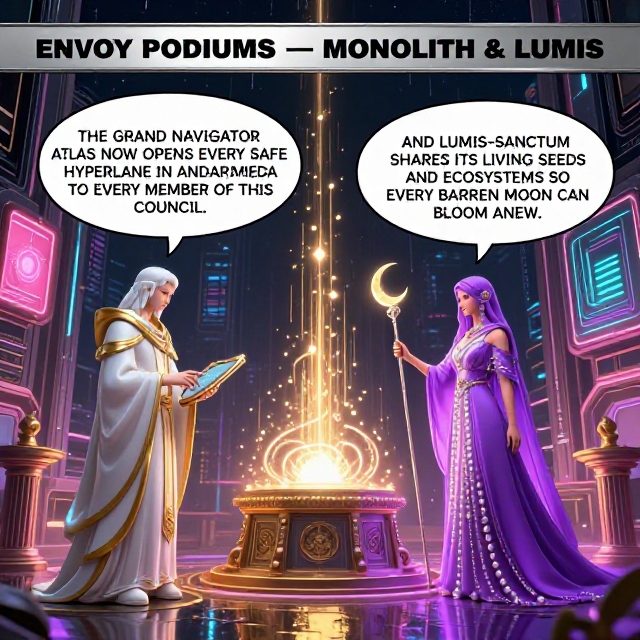 ENVOY PODIUMS — MONOLITH & LUMIS
THE GRAND NAVIGATOR
ATLAS NOW OPENS EVERY SAFE
HYPERLANE IN ANDARMEDA
TO EVERY MEMBER OF THIS
COUNCIL.
AND LUMIS-SANCTUM
SHARES ITS LIVING SEEDS
AND ECOSYSTEMS SO
EVERY BARREN MOON CAN
BLOOM ANEW.